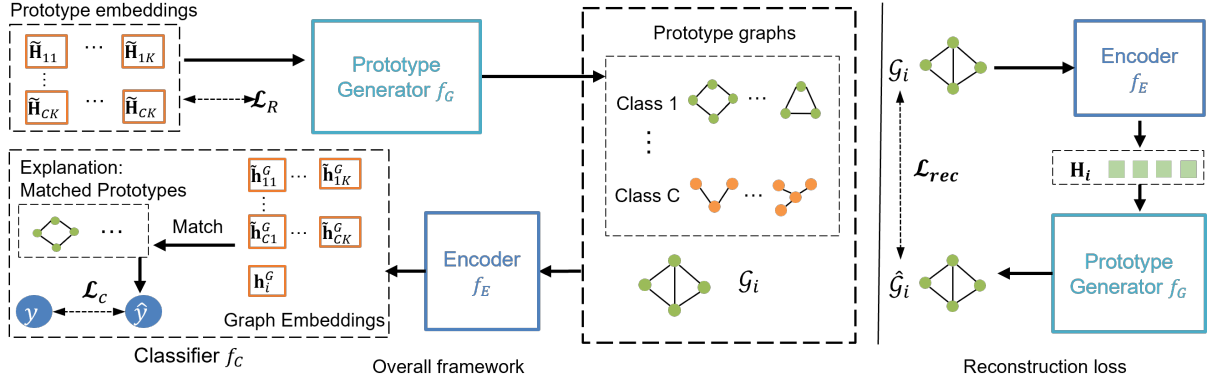 Prototype embeddings
H̃₁₁ ⋯ H̃₁K
⋮
H̃CK ⋯ H̃CK
ℒR
Prototype
Generator fG
Prototype graphs
Class 1 ⋯
⋮
Class C ⋯
𝒢ᵢ
Encoder
fE
Explanation:
Matched Prototypes
⋯
Match
h̃ᴳ₁₁ ⋯ h̃ᴳ₁K
⋮
h̃ᴳC1 ⋯ h̃ᴳCK
hᴳᵢ
Graph Embeddings
y ℒc ŷ
Classifier fC
Overall framework
𝒢ᵢ
Encoder
fE
ℒrec
Hᵢ
𝒢̂ᵢ
Prototype
Generator fG
Reconstruction loss